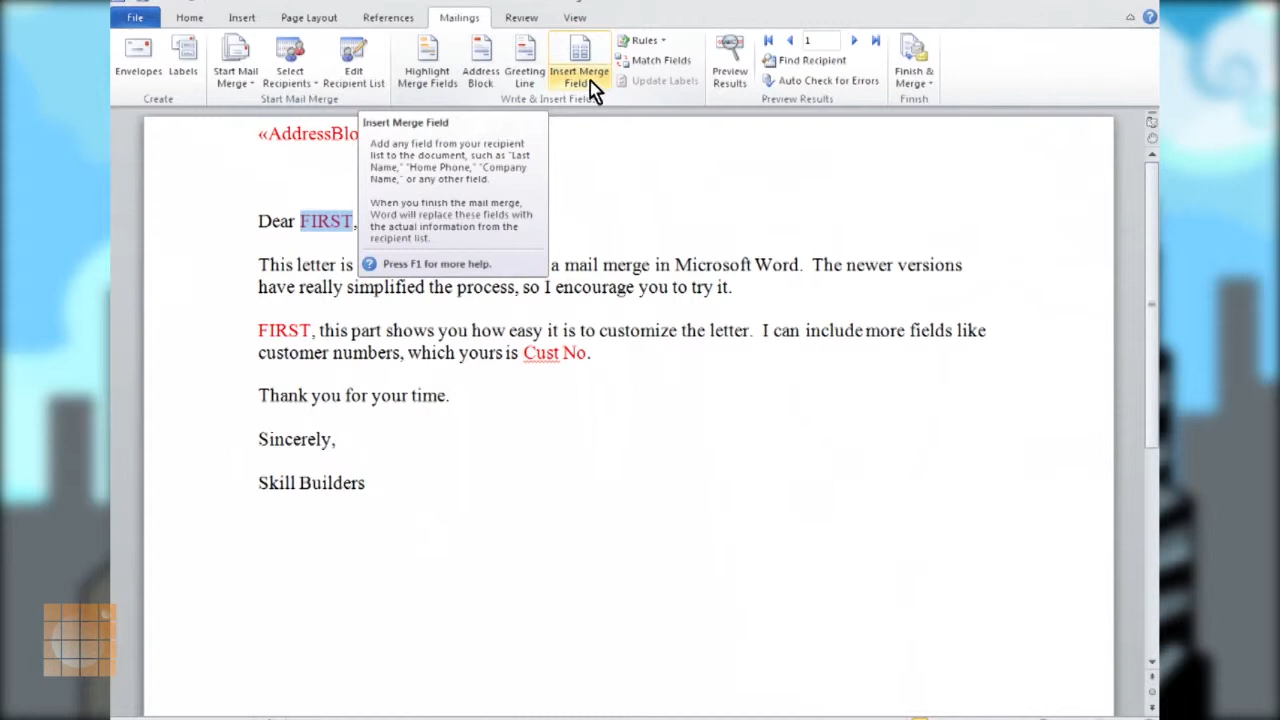 File Home Insert Page Layout References Mailings Review View
Envelopes Labels Start Mail Merge Select Recipients Edit Recipient List Highlight Merge Fields Address Block Greeting Line Insert Merge Field Rules Match Fields Update Labels Preview Results 1 Find Recipient Auto Check for Errors Finish & Merge
Create Start Mail Merge Write & Insert Fields Preview Results Finish
Insert Merge Field
Add any field from your recipient
list to the document, such as "Last
Name," "Home Phone," "Company
Name," or any other field.
When you finish the mail merge,
Word will replace these fields with
the actual information from the
recipient list.
Press F1 for more help.
«AddressBlo
Dear FIRST,
This letter is a mail merge in Microsoft Word. The newer versions
have really simplified the process, so I encourage you to try it.
FIRST, this part shows you how easy it is to customize the letter. I can include more fields like
customer numbers, which yours is Cust No.
Thank you for your time.
Sincerely,
Skill Builders